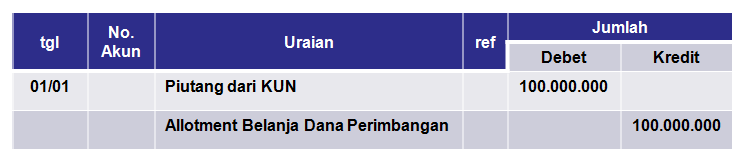 tgl No. Akun Uraian ref Jumlah
Debet Kredit
01/01 Piutang dari KUN 100.000.000
Allotment Belanja Dana Perimbangan 100.000.000